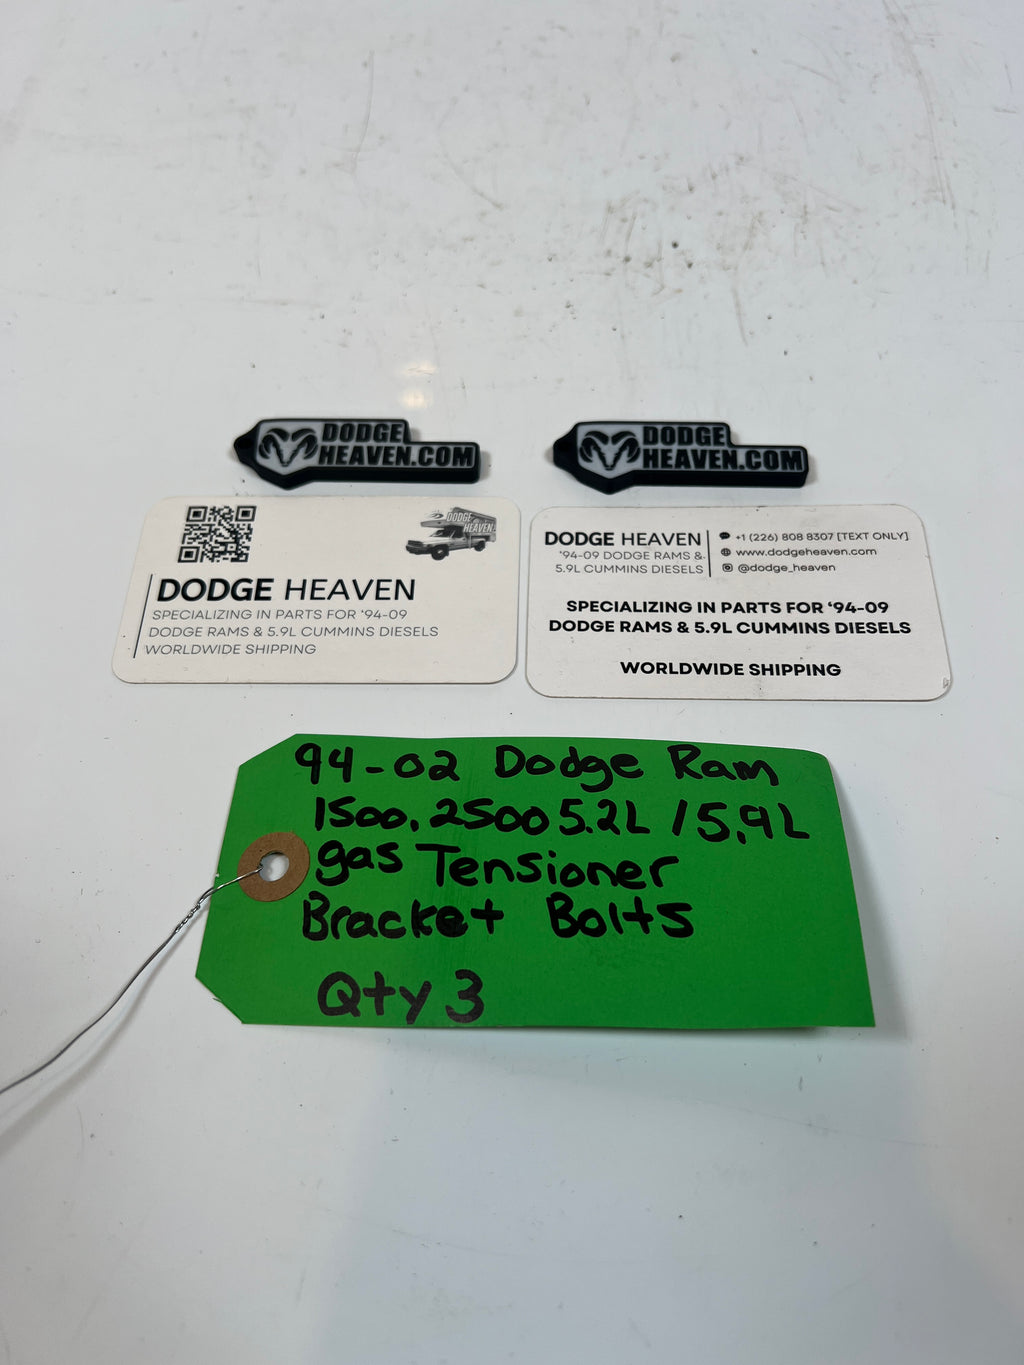 DODGE
HEAVEN.COM
DODGE
HEAVEN.COM
DODGE
HEAVEN
DODGE HEAVEN
SPECIALIZING IN PARTS FOR '94-09
DODGE RAMS & 5.9L CUMMINS DIESELS
WORLDWIDE SHIPPING
DODGE HEAVEN
'94-09 DODGE RAMS &
5.9L CUMMINS DIESELS
+1 (226) 808 8307 [TEXT ONLY]
www.dodgeheaven.com
@dodge_heaven
SPECIALIZING IN PARTS FOR '94-09
DODGE RAMS & 5.9L CUMMINS DIESELS
WORLDWIDE SHIPPING
94-02 Dodge Ram
1500, 2500 5.2L / 5.9L
gas Tensioner
Bracket Bolts
Qty 3